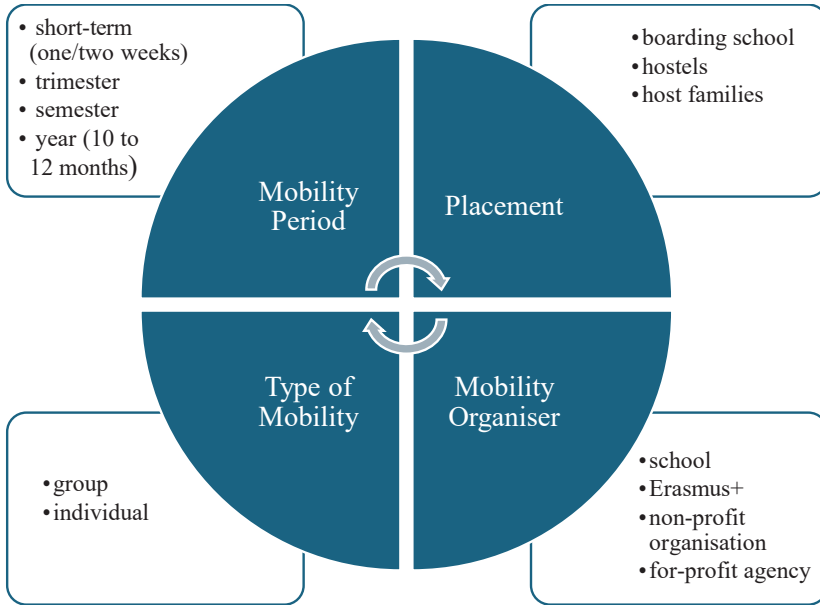 • short-term
(one/two weeks)
• trimester
• semester
• year (10 to
12 months)
•boarding school
•hostels
•host families
Mobility
Period
Placement
Type of
Mobility
Mobility
Organiser
•group
•individual
•school
•Erasmus+
•non-profit
organisation
•for-profit agency